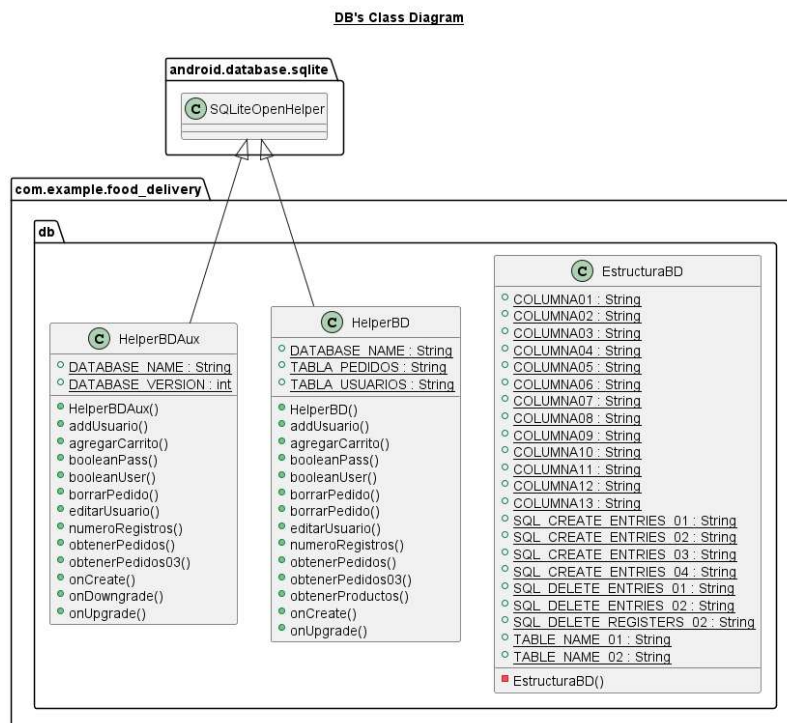 DB's Class Diagram
android.database.sqlite
C SQLiteOpenHelper
com.example.food_delivery
db
C HelperBDAux
DATABASE_NAME : String
DATABASE_VERSION : int
HelperBDAux()
addUsuario()
agregarCarrito()
booleanPass()
booleanUser()
borrarPedido()
editarUsuario()
numeroRegistros()
obtenerPedidos()
obtenerPedidos03()
onCreate()
onDowngrade()
onUpgrade()
C HelperBD
DATABASE_NAME : String
TABLA_PEDIDOS : String
TABLA_USUARIOS : String
HelperBD()
addUsuario()
agregarCarrito()
booleanPass()
booleanUser()
borrarPedido()
borrarPedido()
editarUsuario()
numeroRegistros()
obtenerPedidos()
obtenerPedidos03()
obtenerProductos()
onCreate()
onUpgrade()
C EstructuraBD
COLUMNA01 : String
COLUMNA02 : String
COLUMNA03 : String
COLUMNA04 : String
COLUMNA05 : String
COLUMNA06 : String
COLUMNA07 : String
COLUMNA08 : String
COLUMNA09 : String
COLUMNA10 : String
COLUMNA11 : String
COLUMNA12 : String
COLUMNA13 : String
SQL_CREATE_ENTRIES_01 : String
SQL_CREATE_ENTRIES_02 : String
SQL_CREATE_ENTRIES_03 : String
SQL_CREATE_ENTRIES_04 : String
SQL_DELETE_ENTRIES_01 : String
SQL_DELETE_ENTRIES_02 : String
SQL_DELETE_REGISTERS_02 : String
TABLE_NAME_01 : String
TABLE_NAME_02 : String
EstructuraBD()